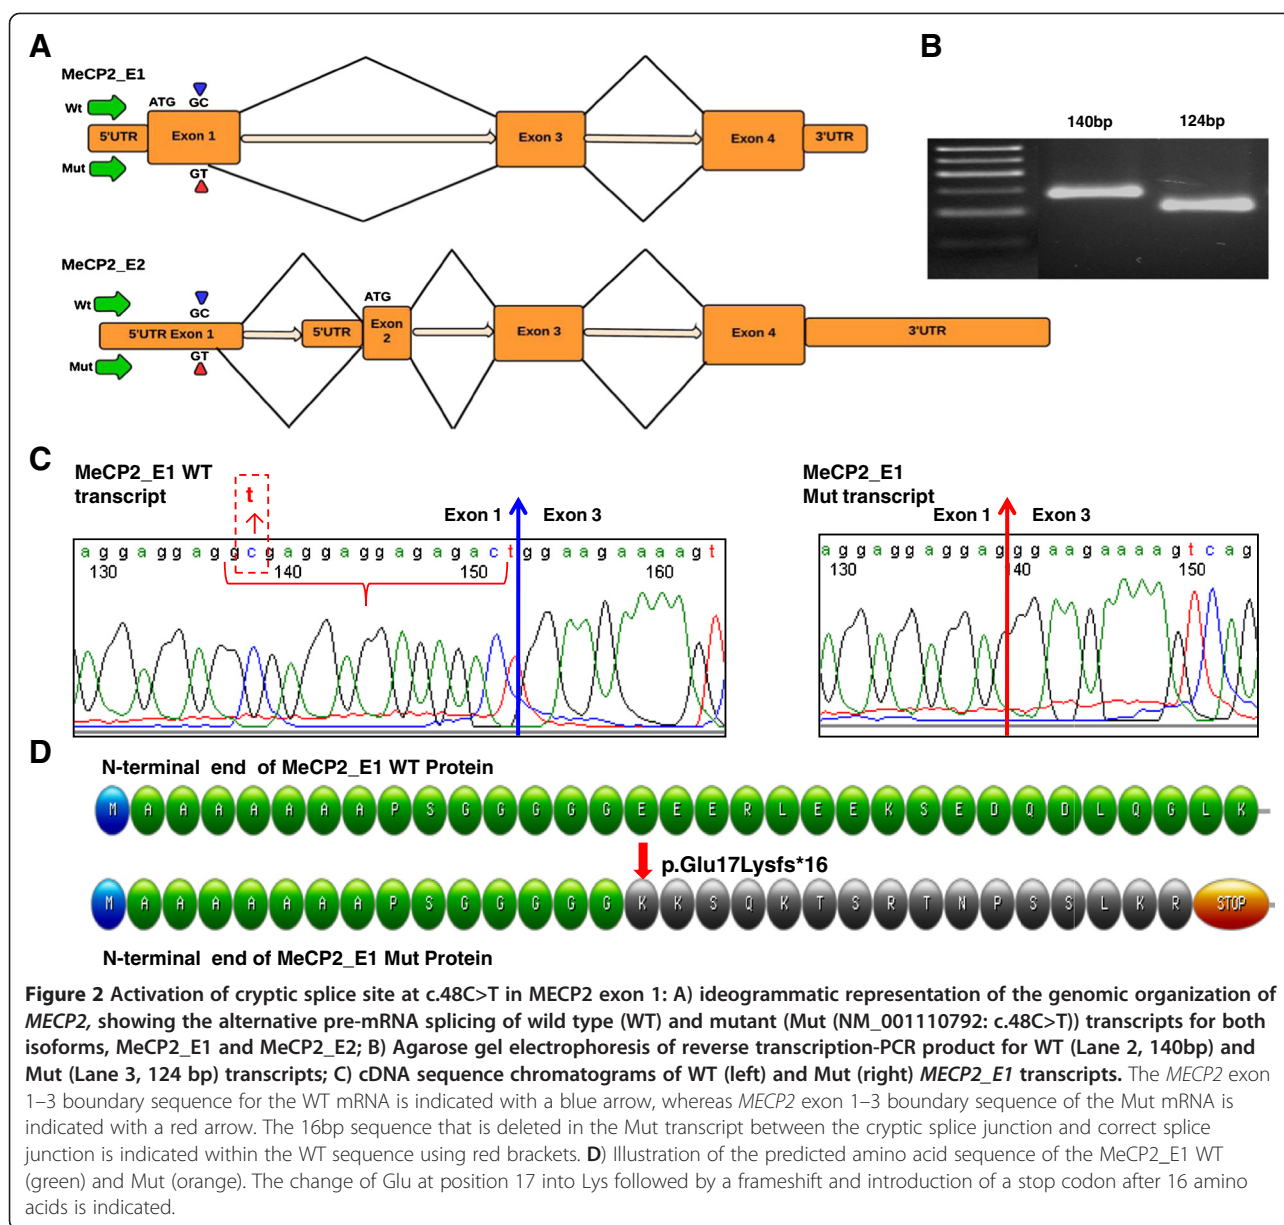 A
MeCP2_E1
Wt
ATG GC
5'UTR Exon 1 Exon 3 Exon 4 3'UTR
Mut
GT
MeCP2_E2
Wt
GC
ATG
5'UTR Exon 1 5'UTR Exon 2 Exon 3 Exon 4 3'UTR
GT
Mut
B
140bp 124bp
C
MeCP2_E1 WT
transcript
t
Exon 1 Exon 3
a g g a g g a g g c g a g g a g g a g a g a c t g g a a g a a a a g t
130 140 150 160
MeCP2_E1
Mut transcript
Exon 1 Exon 3
a g g a g g a g g a g g g a a g a a a a g t c a g
130 140 150
D
N-terminal end of MeCP2_E1 WT Protein
M A A A A A A A P S G G G G G E E E R L E E K S E D Q D L Q G L K
p.Glu17Lysfs*16
M A A A A A A A P S G G G G G K K S Q K T S R T N P S S L K R STOP
N-terminal end of MeCP2_E1 Mut Protein
Figure 2 Activation of cryptic splice site at c.48C>T in MECP2 exon 1: A) ideogrammatic representation of the genomic organization of
MECP2, showing the alternative pre-mRNA splicing of wild type (WT) and mutant (Mut (NM_001110792: c.48C>T)) transcripts for both
isoforms, MeCP2_E1 and MeCP2_E2; B) Agarose gel electrophoresis of reverse transcription-PCR product for WT (Lane 2, 140bp) and
Mut (Lane 3, 124 bp) transcripts; C) cDNA sequence chromatograms of WT (left) and Mut (right) MECP2_E1 transcripts. The MECP2 exon
1–3 boundary sequence for the WT mRNA is indicated with a blue arrow, whereas MECP2 exon 1–3 boundary sequence of the Mut mRNA is
indicated with a red arrow. The 16bp sequence that is deleted in the Mut transcript between the cryptic splice junction and correct splice
junction is indicated within the WT sequence using red brackets. D) Illustration of the predicted amino acid sequence of the MeCP2_E1 WT
(green) and Mut (orange). The change of Glu at position 17 into Lys followed by a frameshift and introduction of a stop codon after 16 amino
acids is indicated.